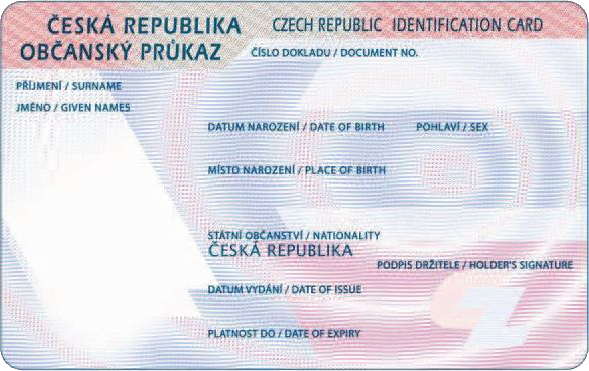 ČESKÁ REPUBLIKA CZECH REPUBLIC IDENTIFICATION CARD
OBČANSKÝ PRŮKAZ
ČÍSLO DOKLADU / DOCUMENT NO.
PŘÍJMENÍ / SURNAME
JMÉNO / GIVEN NAMES
DATUM NAROZENÍ / DATE OF BIRTH POHLAVÍ / SEX
MÍSTO NAROZENÍ / PLACE OF BIRTH
STÁTNÍ OBČANSTVÍ / NATIONALITY
ČESKÁ REPUBLIKA
PODPIS DRŽITELE / HOLDER'S SIGNATURE
DATUM VYDÁNÍ / DATE OF ISSUE
PLATNOST DO / DATE OF EXPIRY
CZ